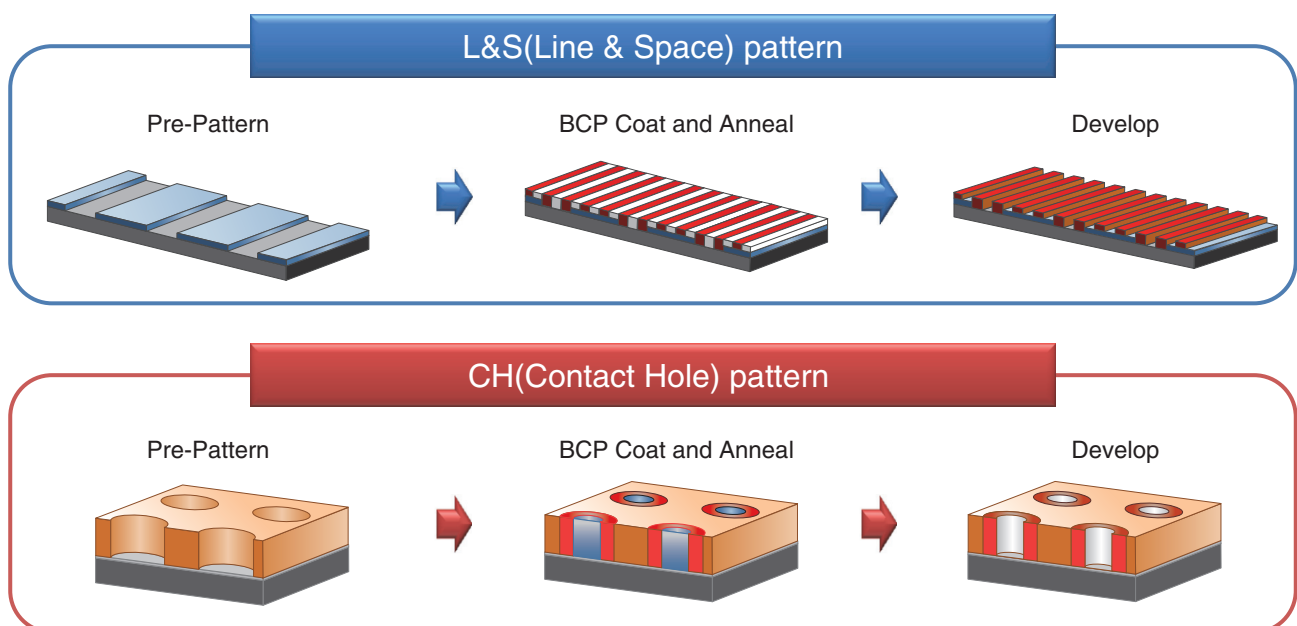 L&S(Line & Space) pattern
Pre-Pattern
BCP Coat and Anneal
Develop
CH(Contact Hole) pattern
Pre-Pattern
BCP Coat and Anneal
Develop